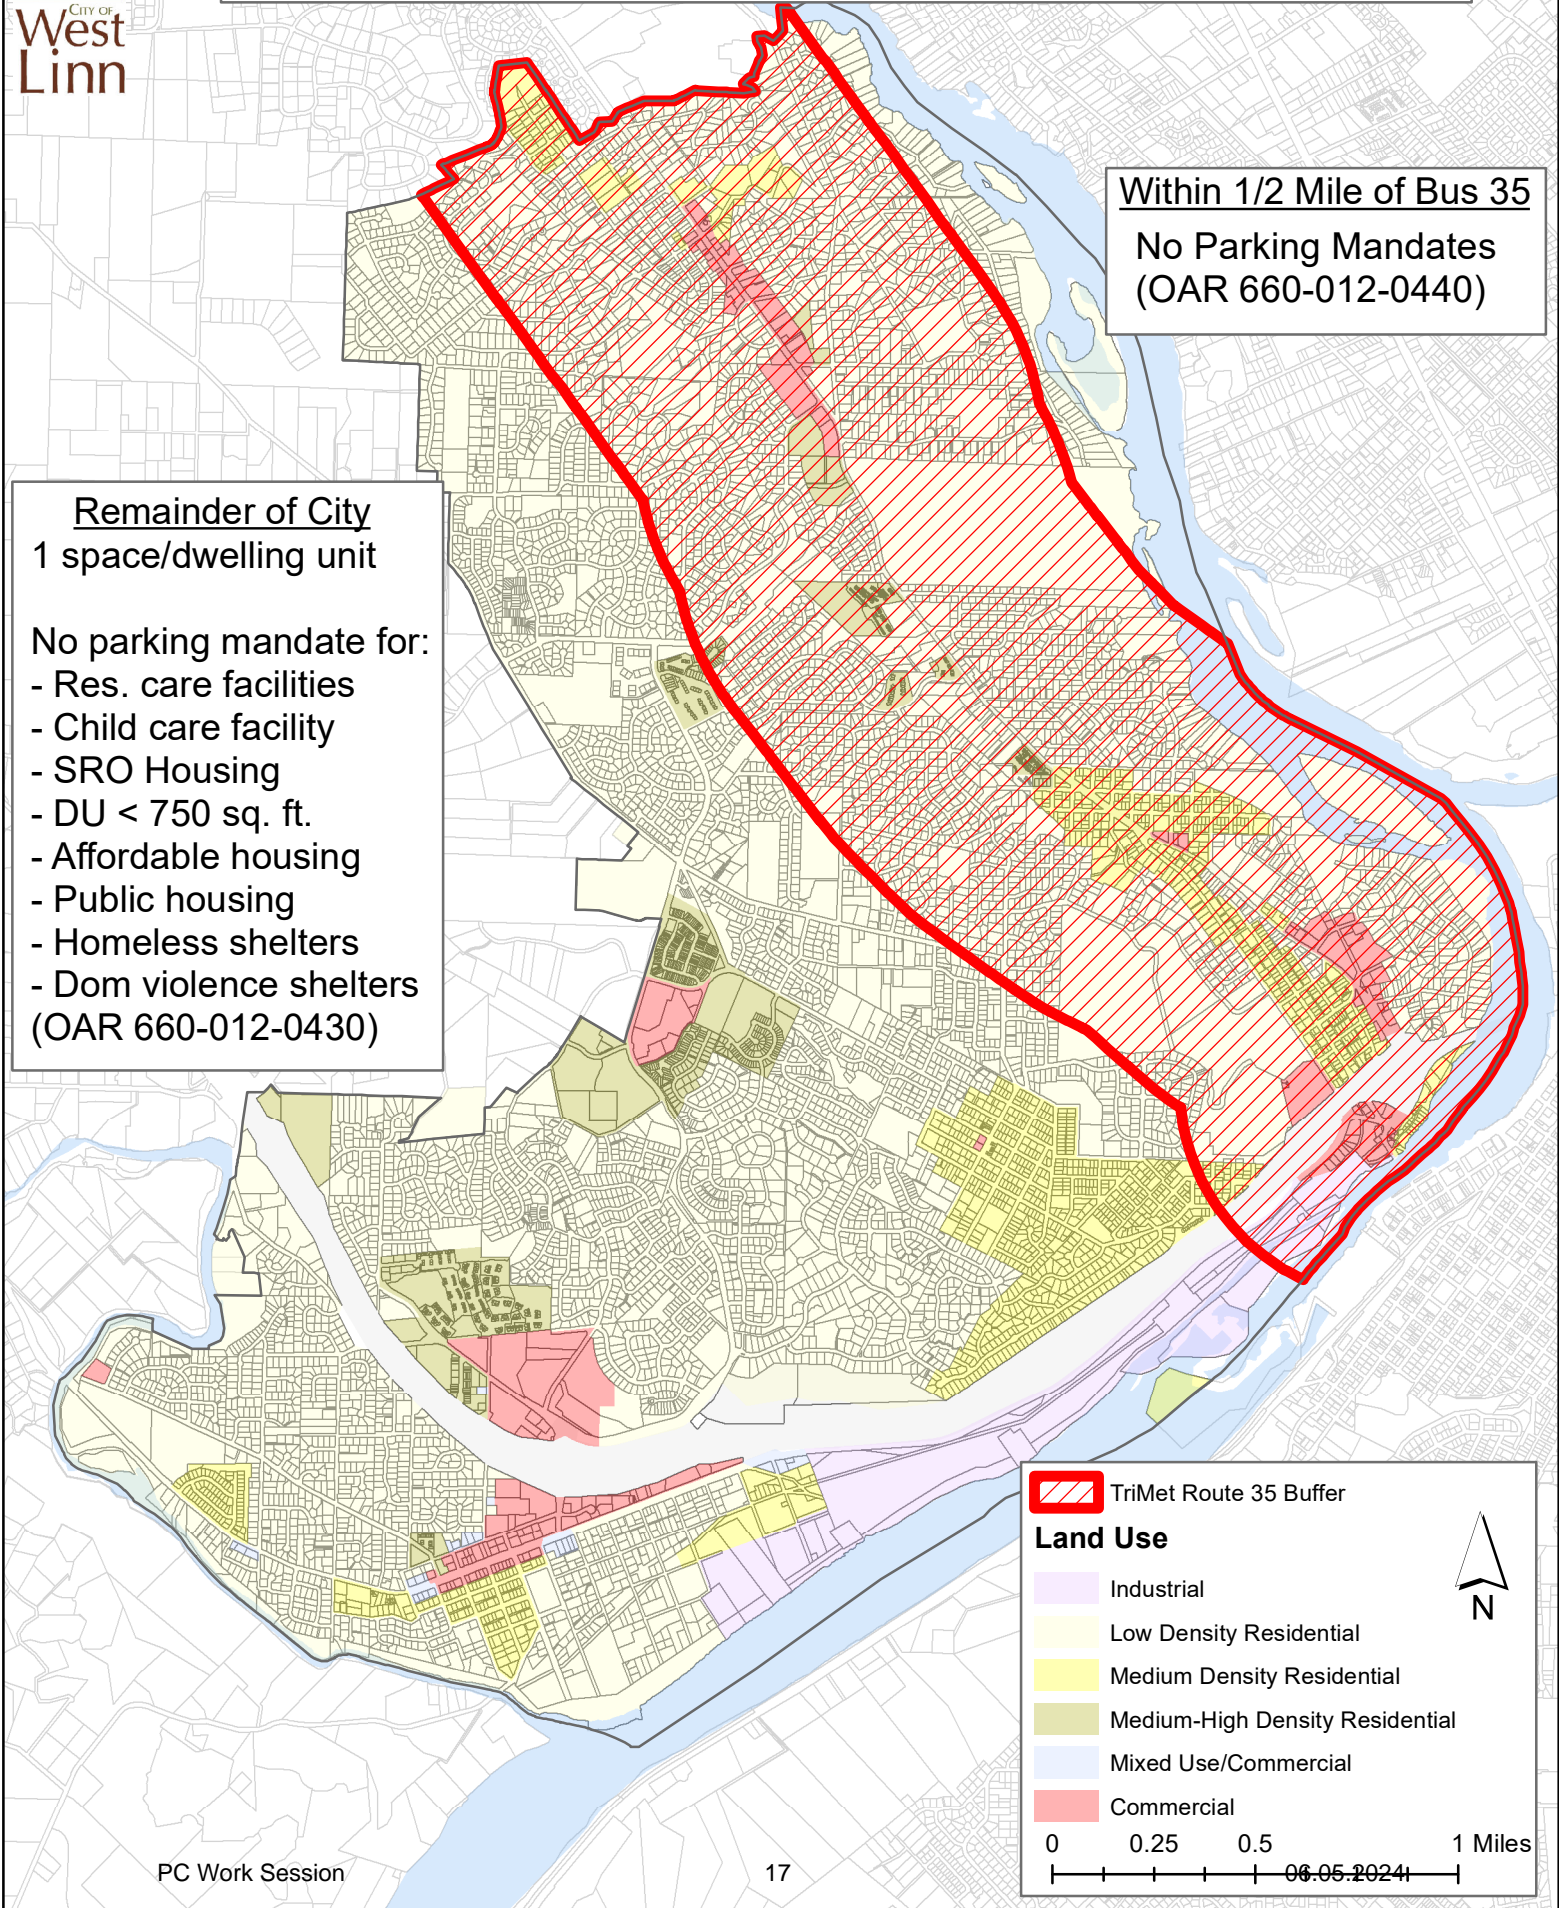 CITY OF
West
Linn
Within 1/2 Mile of Bus 35
No Parking Mandates
(OAR 660-012-0440)
Remainder of City
1 space/dwelling unit
No parking mandate for:
- Res. care facilities
- Child care facility
- SRO Housing
- DU < 750 sq. ft.
- Affordable housing
- Public housing
- Homeless shelters
- Dom violence shelters
(OAR 660-012-0430)
TriMet Route 35 Buffer
Land Use
Industrial
Low Density Residential
Medium Density Residential
Medium-High Density Residential
Mixed Use/Commercial
Commercial
N
0 0.25 0.5 1 Miles
PC Work Session 17 06.05.2024